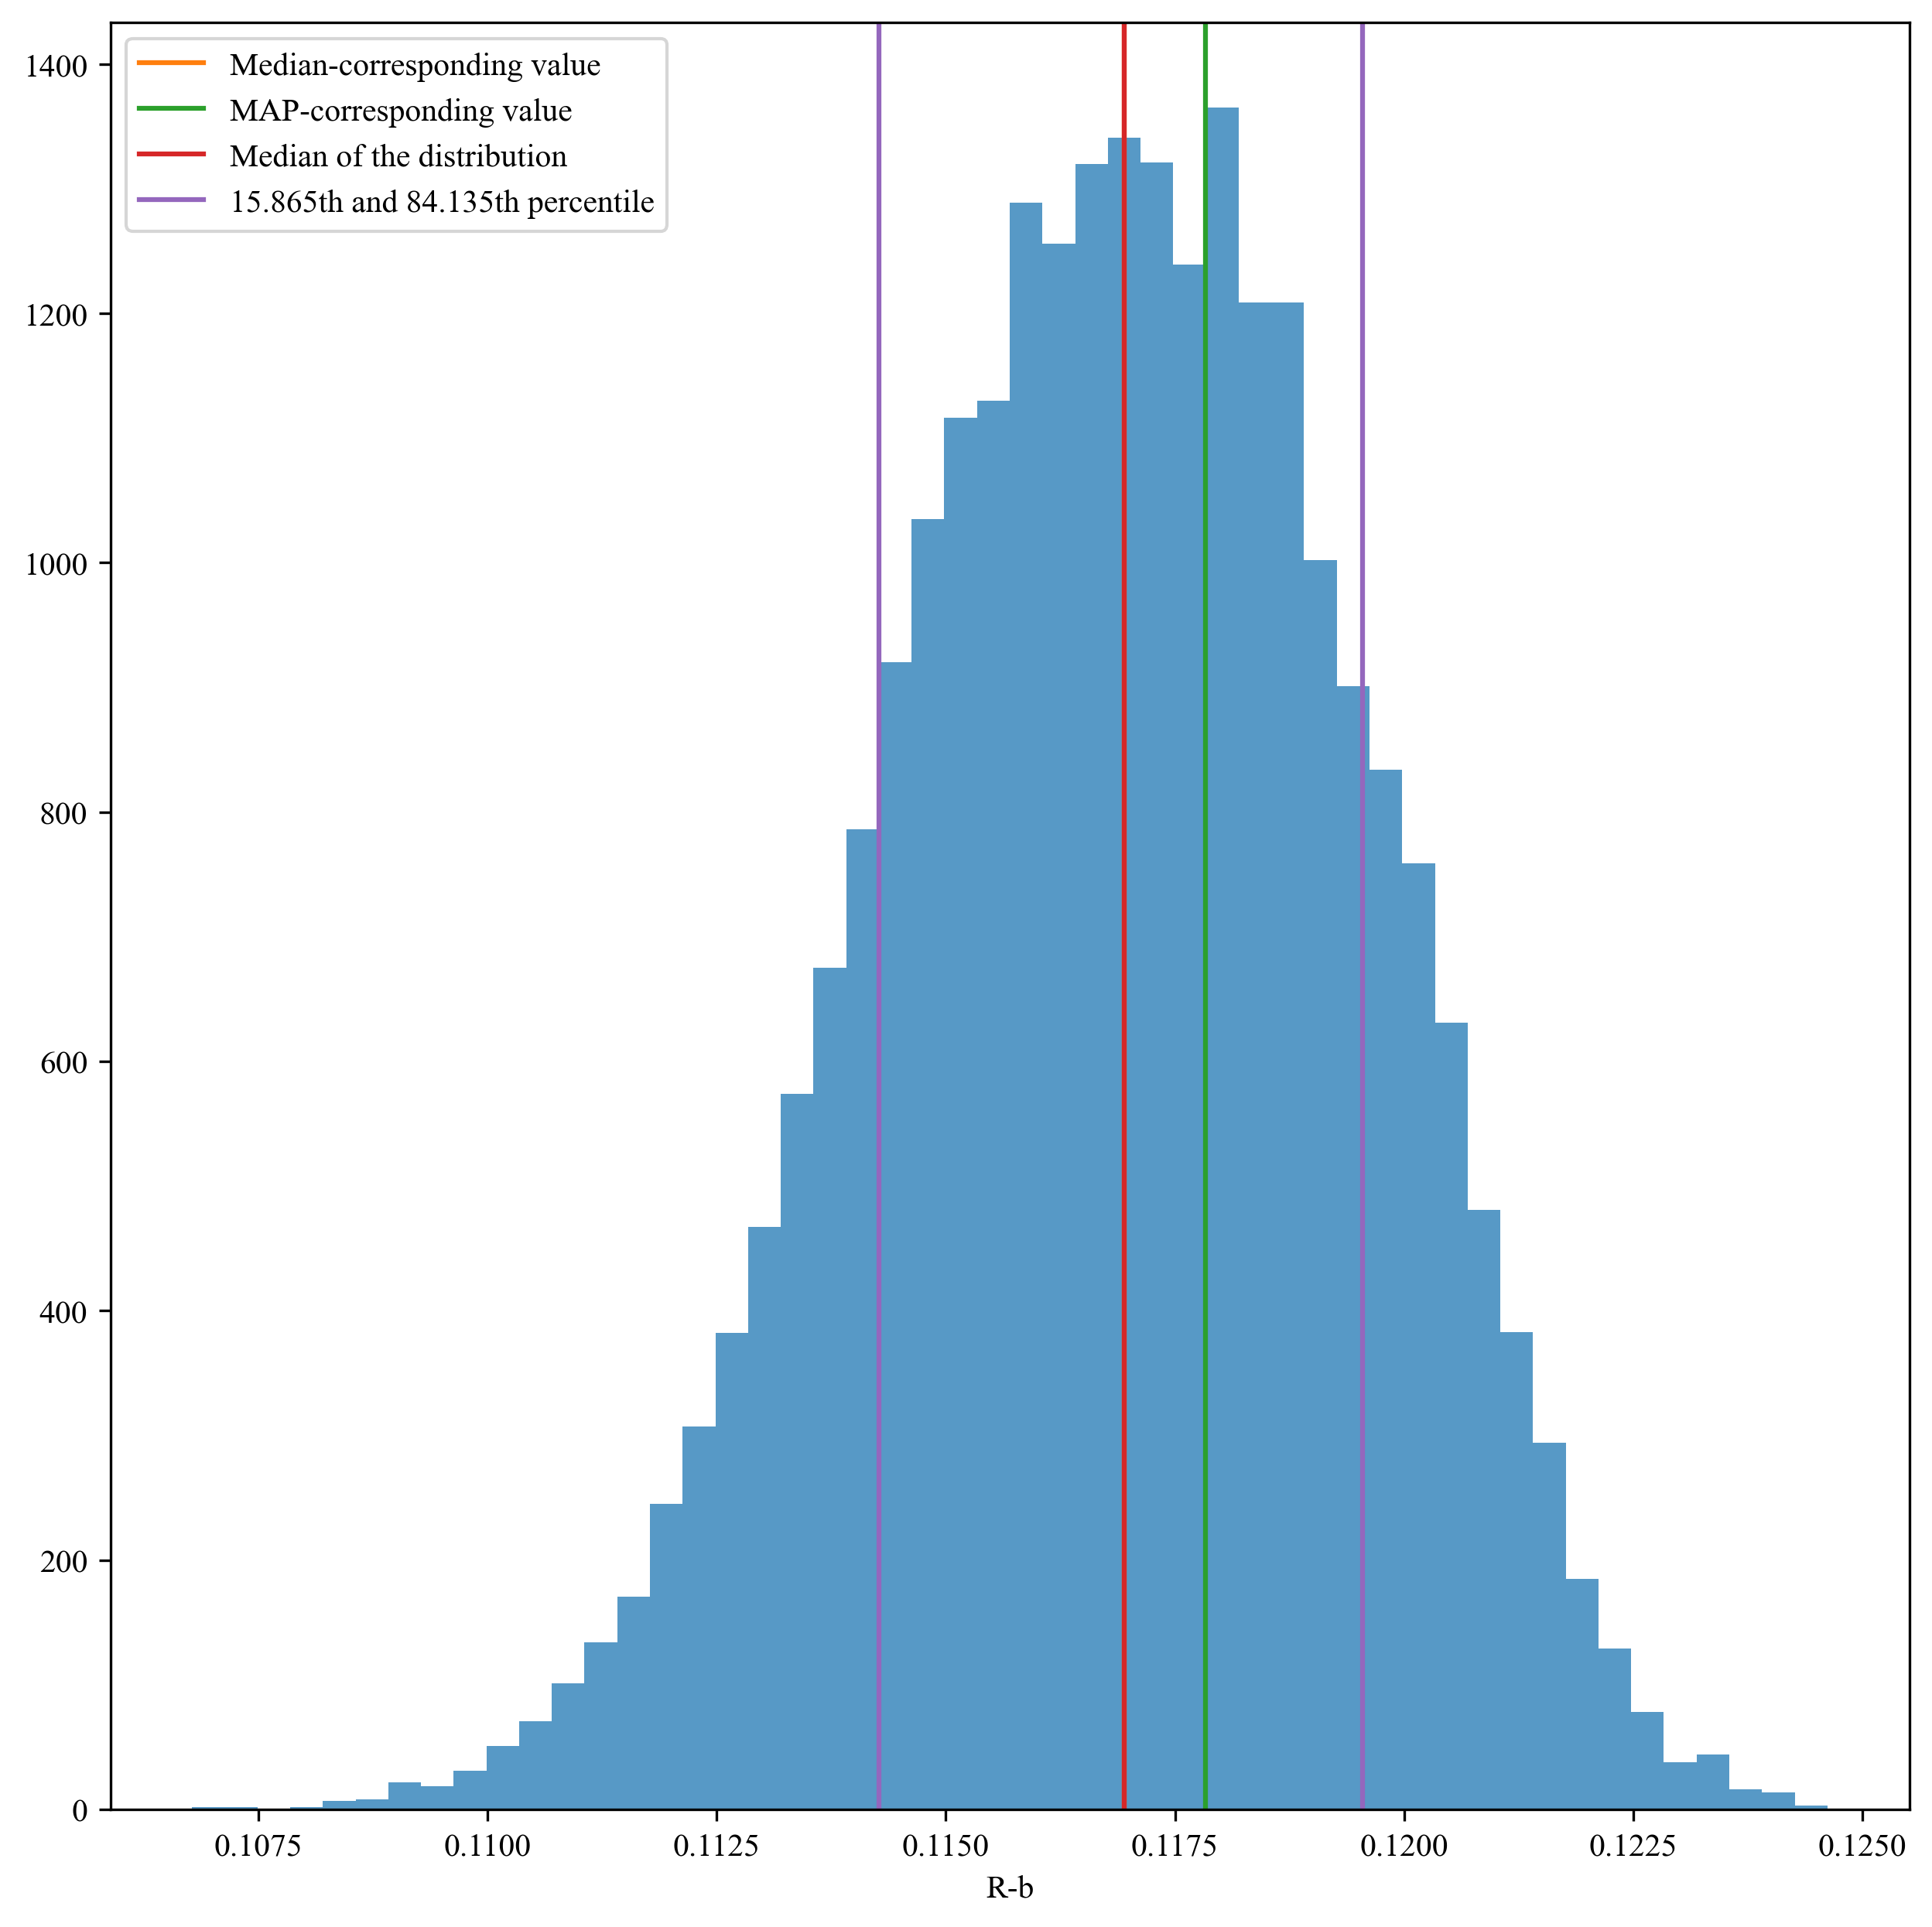 Median-corresponding value
MAP-corresponding value
Median of the distribution
15.865th and 84.135th percentile
1400
1200
1000
800
600
400
200
0
0.1075 0.1100 0.1125 0.1150 0.1175 0.1200 0.1225 0.1250
R-b